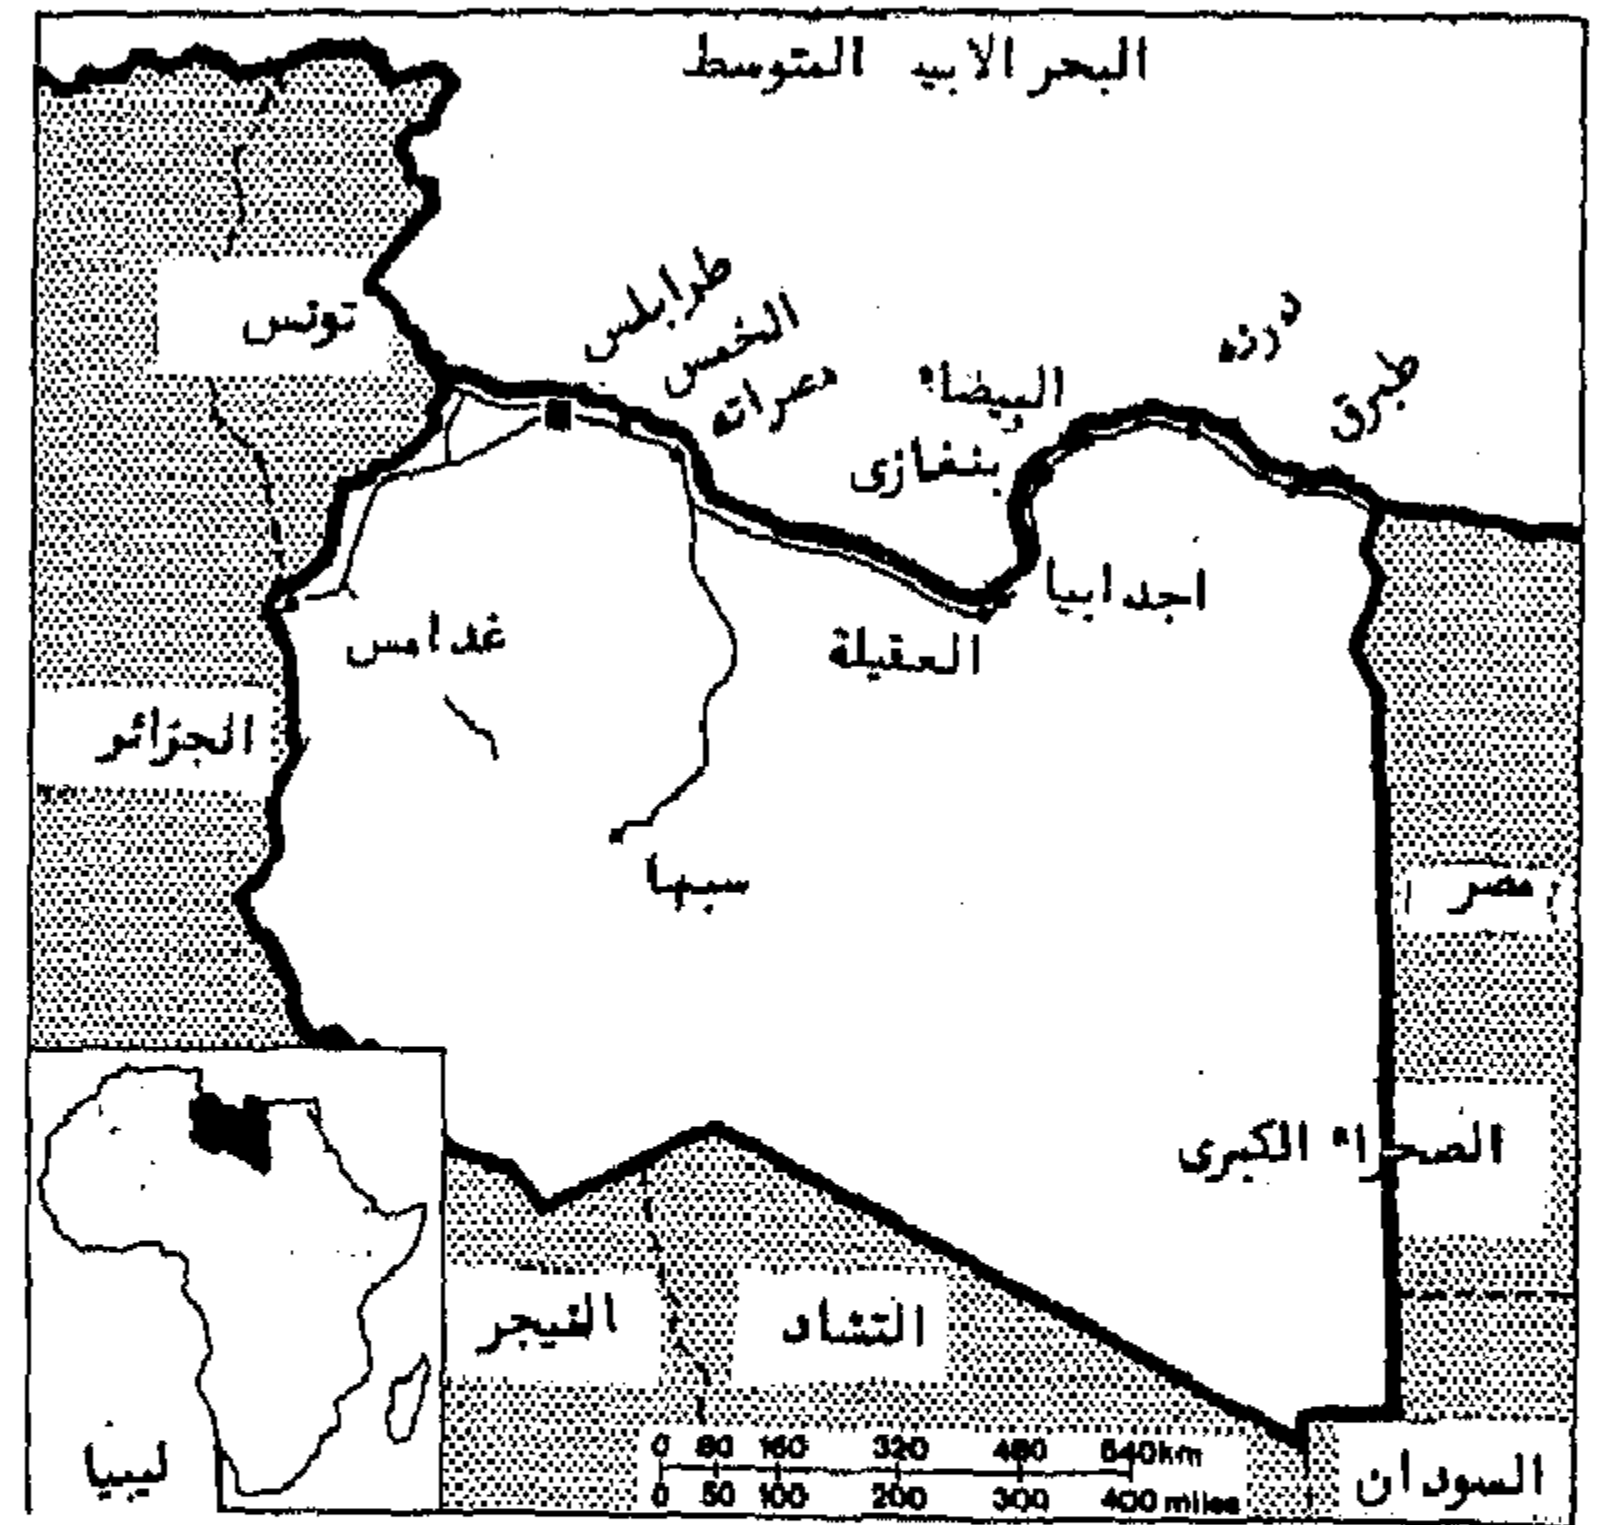 البحر الابيد المتوسط
تونس
طرابلس
الخمس
مصراته
البيضاء
بنغازى
درنه
طبرق
اجدابيا
العقيلة
غدامس
الجزائر
سبها
مصر
الصحراء الكبرى
النيجر
التشاد
السودان
ليبيا
0 80 160 320 480 640km
0 50 100 200 300 400 miles